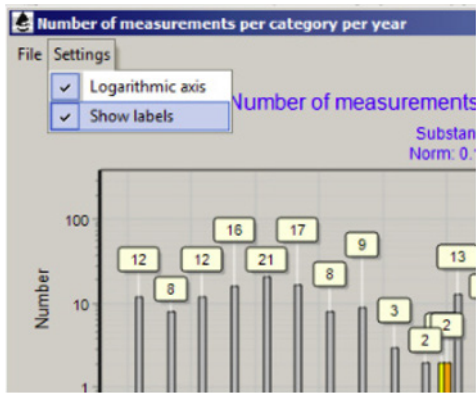 Number of measurements per category per year
File Settings
Logarithmic axis
Show labels
Number of measurements
Substan
Norm: 0.
100
10
1
Number
12
8
12
16
21
17
8
9
3
2
2
13